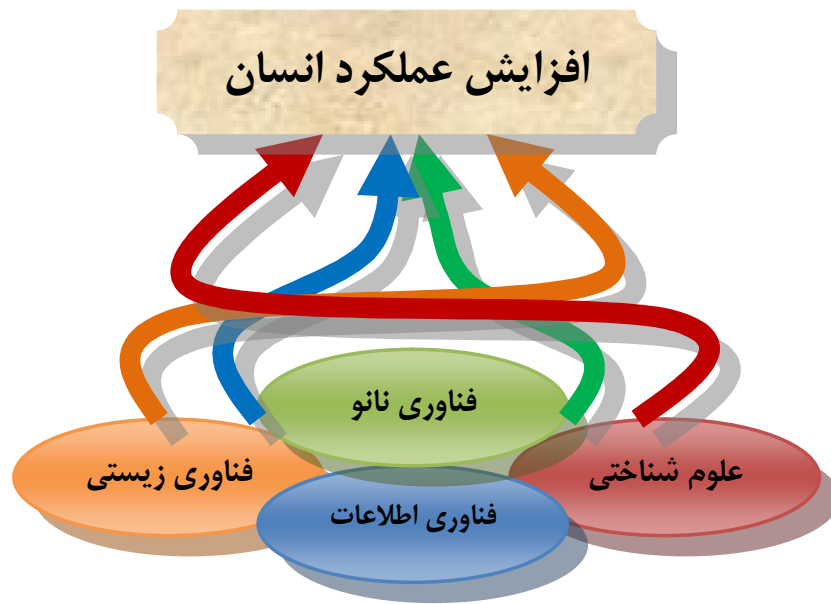 افزایش عملکرد انسان
فناوری نانو
علوم شناختی
فناوری زیستی
فناوری اطلاعات